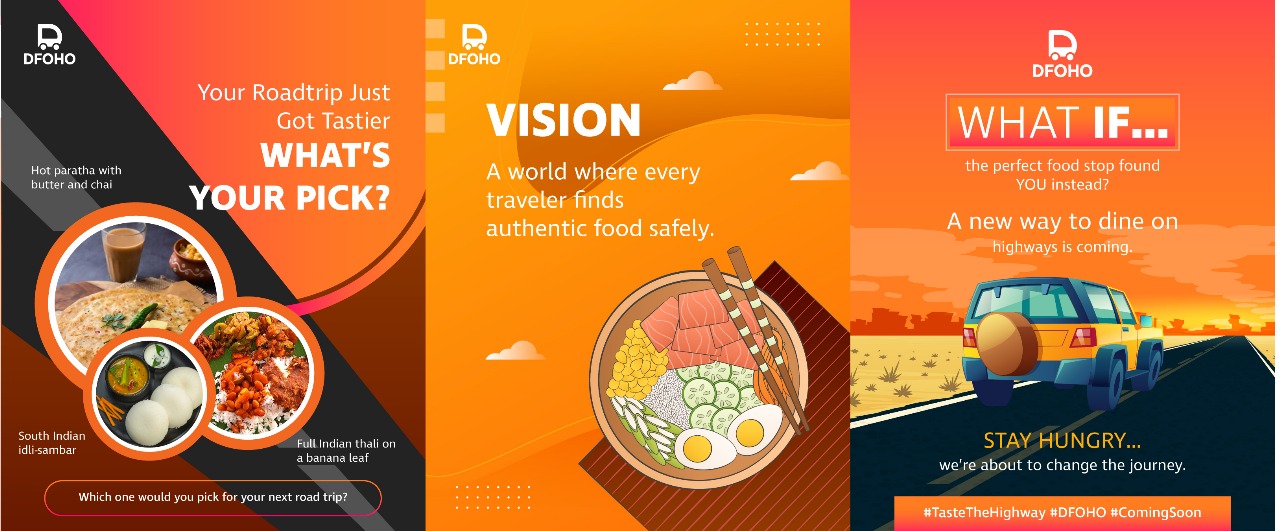 DFOHO
Your Roadtrip Just
Got Tastier
WHAT'S
YOUR PICK?
Hot paratha with
butter and chai
South Indian
idli-sambar
Full Indian thali on
a banana leaf
Which one would you pick for your next road trip?
DFOHO
VISION
A world where every
traveler finds
authentic food safely.
DFOHO
WHAT IF...
the perfect food stop found
YOU instead?
A new way to dine on
highways is coming.
STAY HUNGRY...
we're about to change the journey.
#TasteTheHighway #DFOHO #ComingSoon